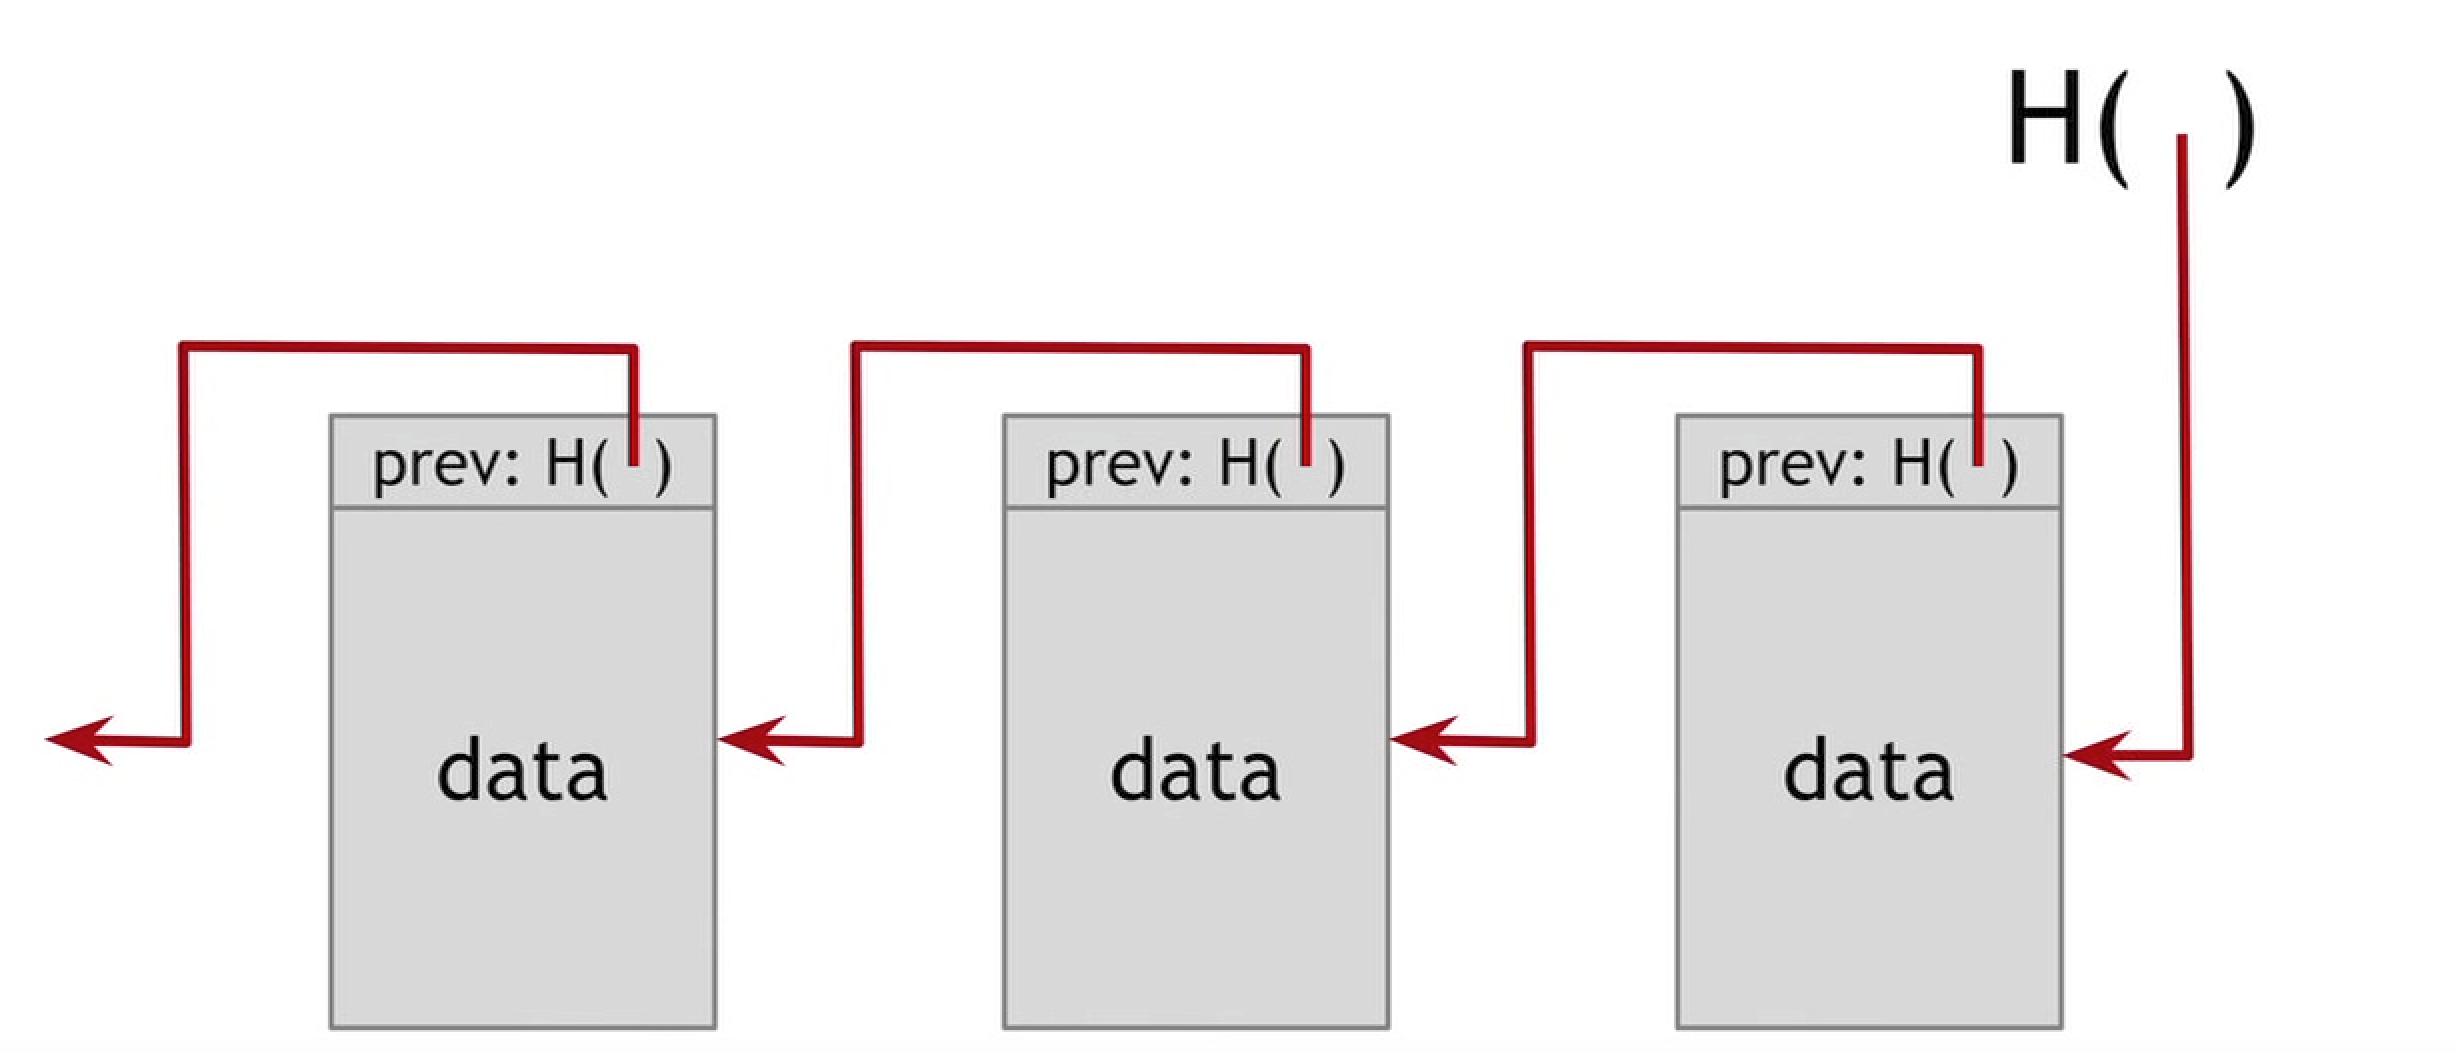 H( )
prev: H( )
prev: H( )
prev: H( )
data
data
data